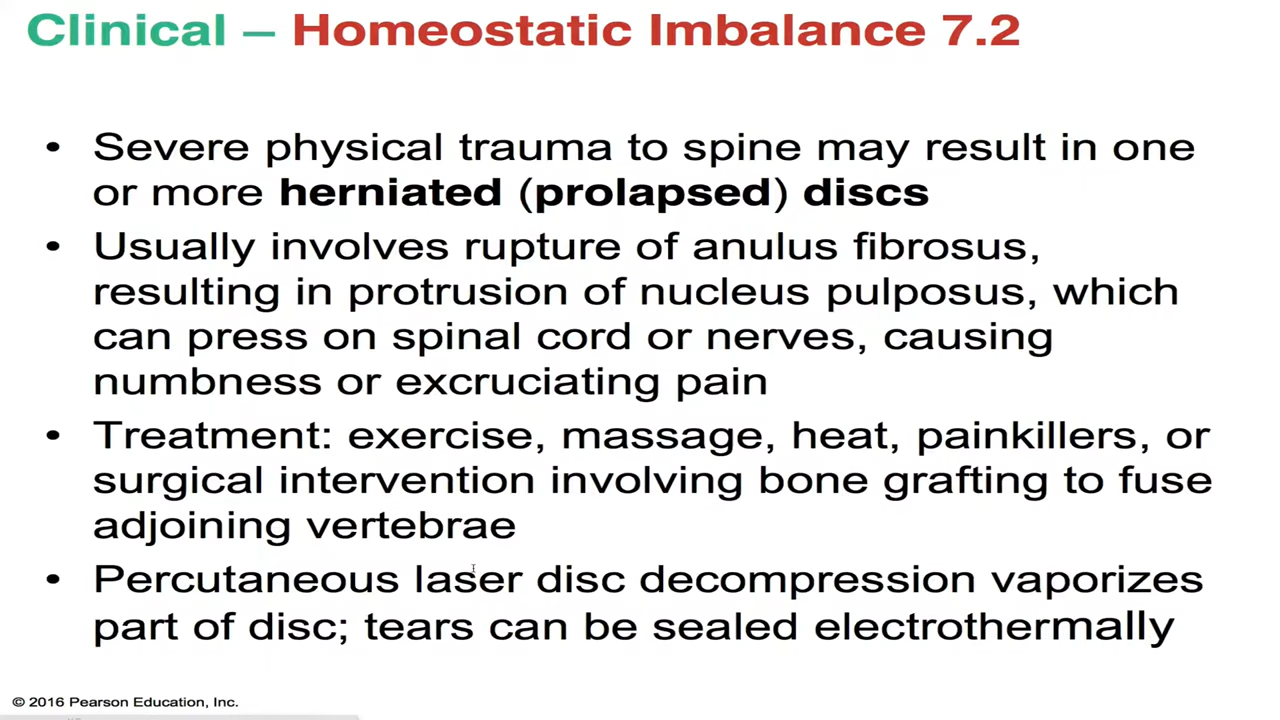 Clinical – Homeostatic Imbalance 7.2
• Severe physical trauma to spine may result in one
or more herniated (prolapsed) discs
• Usually involves rupture of anulus fibrosus,
resulting in protrusion of nucleus pulposus, which
can press on spinal cord or nerves, causing
numbness or excruciating pain
• Treatment: exercise, massage, heat, painkillers, or
surgical intervention involving bone grafting to fuse
adjoining vertebrae
• Percutaneous laser disc decompression vaporizes
part of disc; tears can be sealed electrothermally
© 2016 Pearson Education, Inc.